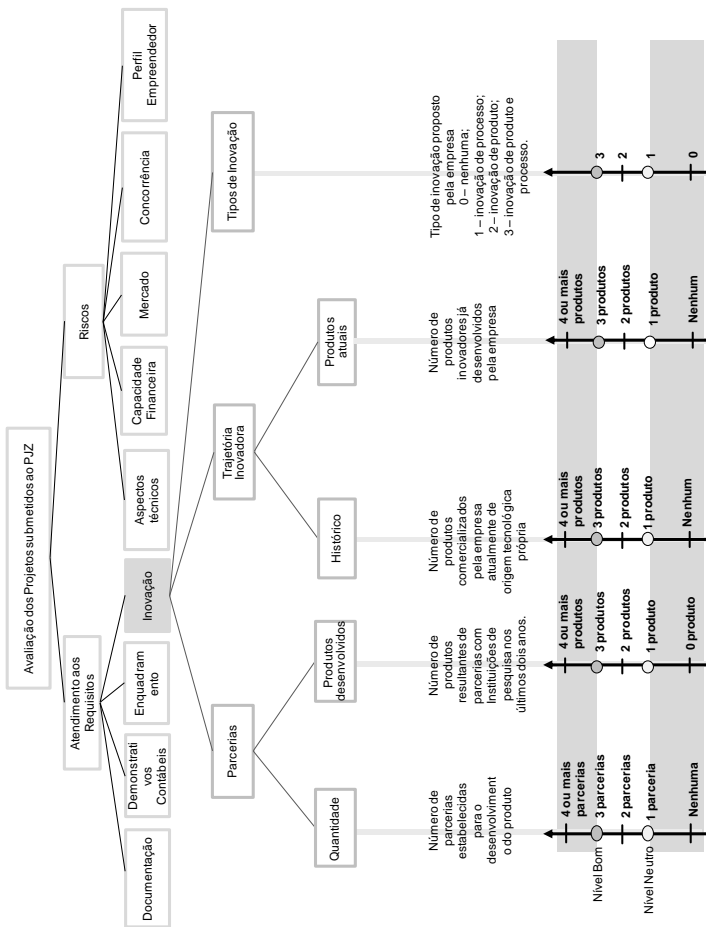 Avaliação dos Projetos submetidos ao PJZ
Atendimento aos
Requisitos
Riscos
Documentação
Demonstrati
vos
Contábeis
Enquadram
ento
Inovação
Aspectos
técnicos
Capacidade
Financeira
Mercado
Concorrência
Perfil
Empreendedor
Parcerias
Trajetória
Inovadora
Tipos de Inovação
Quantidade
Produtos
desenvolvidos
Histórico
Produtos
atuais
Número de
parcerias
estabelecidas
para o
desenvolviment
o do produto
Número de
produtos
resultantes de
parcerias com
Instituições de
pesquisa nos
últimos dois anos.
Número de
produtos
comercializados
pela empresa
atualmente de
origem tecnológica
própria
Número de
produtos
inovadores já
desenvolvidos
pela empresa
Tipo de inovação proposto
pela empresa
0 – nenhuma;
1 – inovação de processo;
2 – inovação de produto;
3 – inovação de produto e
processo.
4 ou mais
parcerias
3 parcerias
2 parcerias
1 parceria
Nenhuma
4 ou mais
produtos
3 produtos
2 produtos
1 produto
0 produto
4 ou mais
produtos
3 produtos
2 produtos
1 produto
Nenhum
4 ou mais
produtos
3 produtos
2 produtos
1 produto
Nenhum
3
2
1
0
Nível Bom
Nível Neutro